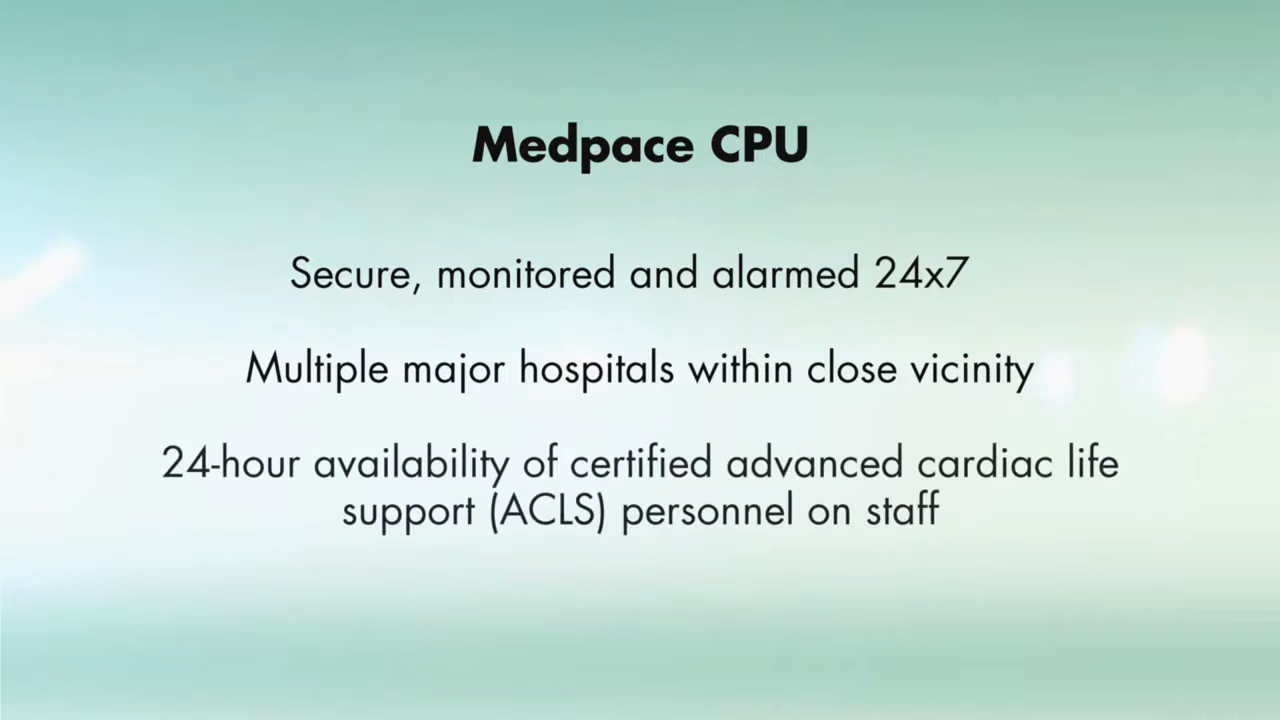 Medpace CPU
Secure, monitored and alarmed 24x7
Multiple major hospitals within close vicinity
24-hour availability of certified advanced cardiac life
support (ACLS) personnel on staff